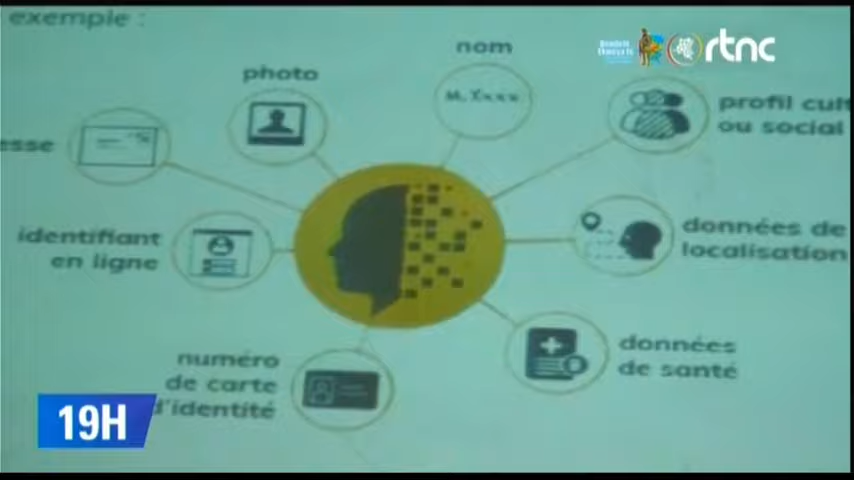 exemple :
nom
rtnc
photo
M. Xxxx
profil cult
ou social
esse
identifiant
en ligne
données de
localisation
numéro
de carte
d'identité
données
de santé
19H